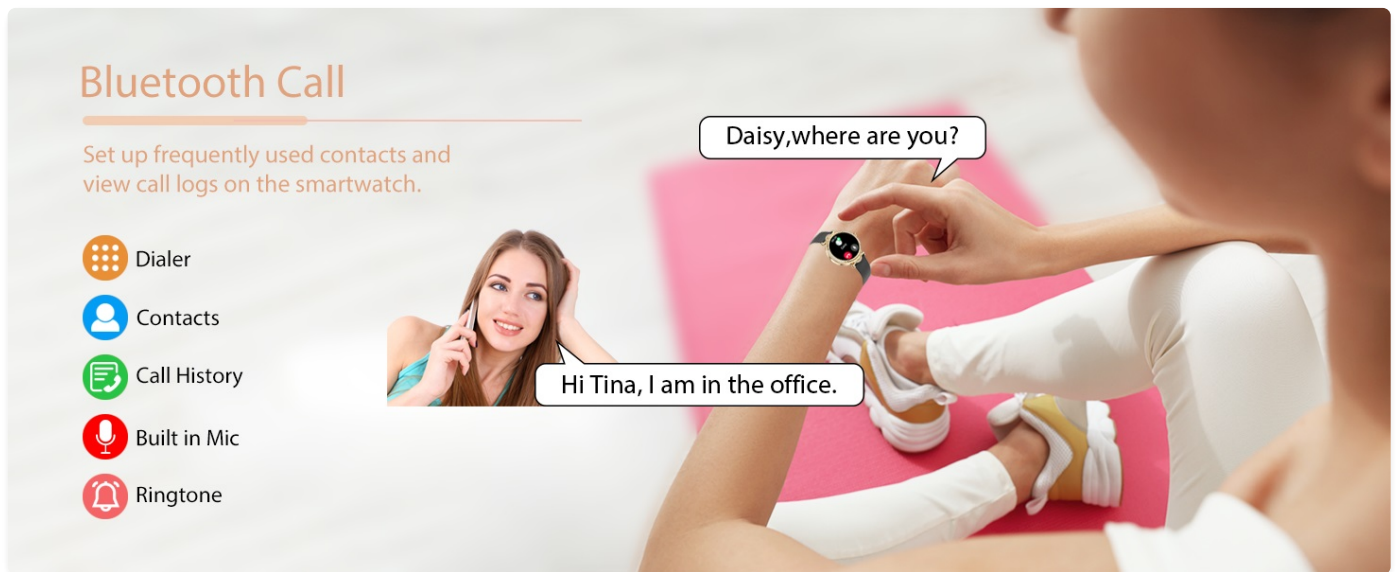 Bluetooth Call
Set up frequently used contacts and
view call logs on the smartwatch.
Dialer
Contacts
Call History
Built in Mic
Ringtone
Daisy,where are you?
Hi Tina, I am in the office.